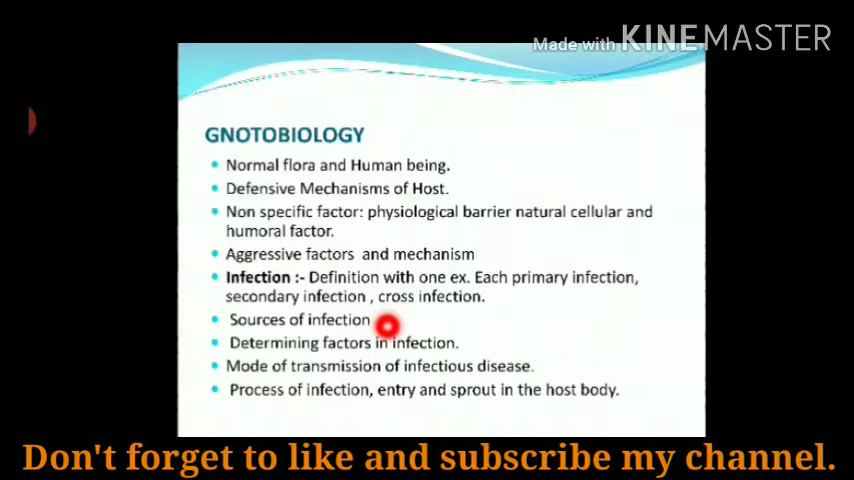 Made with KINEMASTER
GNOTOBIOLOGY
• Normal flora and Human being.
• Defensive Mechanisms of Host.
• Non specific factor: physiological barrier natural cellular and
humoral factor.
• Aggressive factors and mechanism
• Infection :- Definition with one ex. Each primary infection,
secondary infection , cross infection.
• Sources of infection
• Determining factors in infection.
• Mode of transmission of infectious disease.
• Process of infection, entry and sprout in the host body.
Don't forget to like and subscribe my channel.